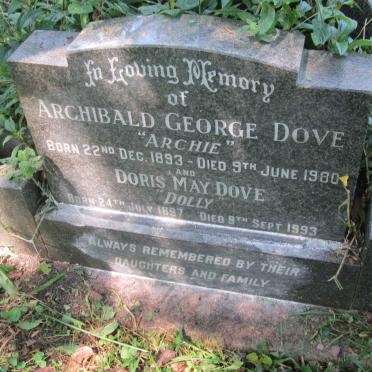 In Loving Memory
of
ARCHIBALD GEORGE DOVE
"ARCHIE"
BORN 22ND DEC. 1893 - DIED 9TH JUNE 1980
AND
DORIS MAY DOVE
"DOLLY"
BORN 24TH JULY 1897 DIED 8TH SEPT 1993
ALWAYS REMEMBERED BY THEIR
DAUGHTERS AND FAMILY